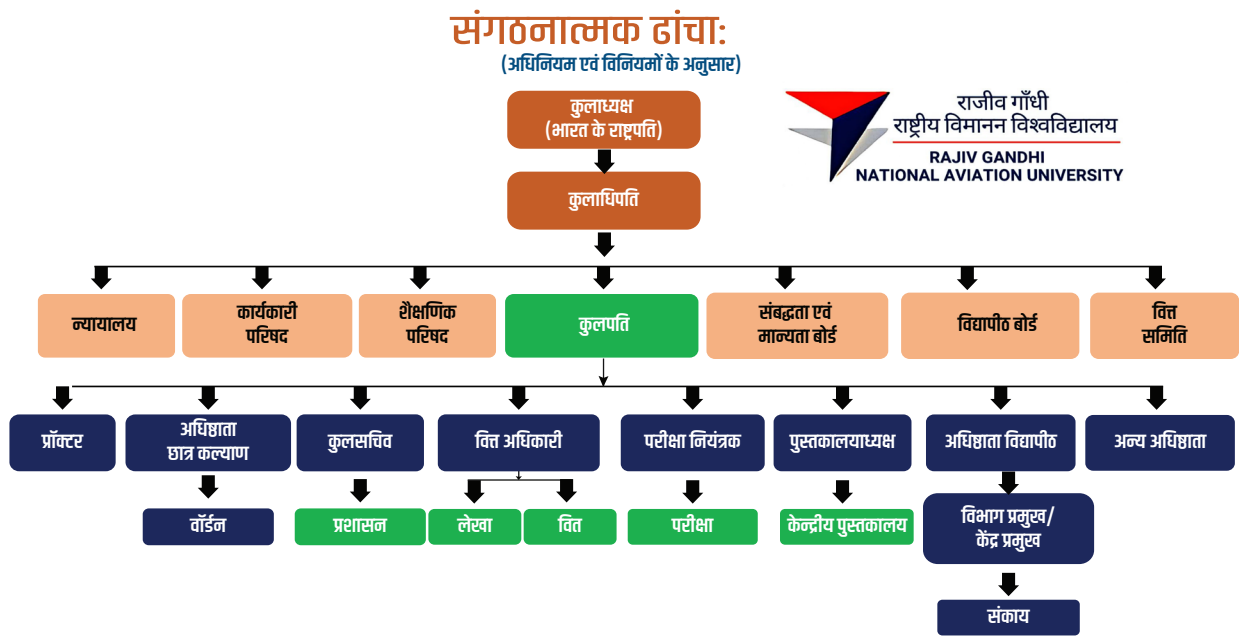 संगठनात्मक ढांचा:
(अधिनियम एवं विनियमों के अनुसार)
कुलाध्यक्ष
(भारत के राष्ट्रपति)
राजीव गाँधी
राष्ट्रीय विमानन विश्वविद्यालय
RAJIV GANDHI
NATIONAL AVIATION UNIVERSITY
कुलाधिपति
न्यायालय
कार्यकारी
परिषद
शैक्षणिक
परिषद
कुलपति
संबद्धता एवं
मान्यता बोर्ड
विद्यापीठ बोर्ड
वित्त
समिति
प्रॉक्टर
अधिष्ठाता
छात्र कल्याण
कुलसचिव
वित्त अधिकारी
परीक्षा नियंत्रक
पुस्तकालयाध्यक्ष
अधिष्ठाता विद्यापीठ
अन्य अधिष्ठाता
वॉर्डन
प्रशासन
लेखा
वित
परीक्षा
केन्द्रीय पुस्तकालय
विभाग प्रमुख/
केंद्र प्रमुख
संकाय